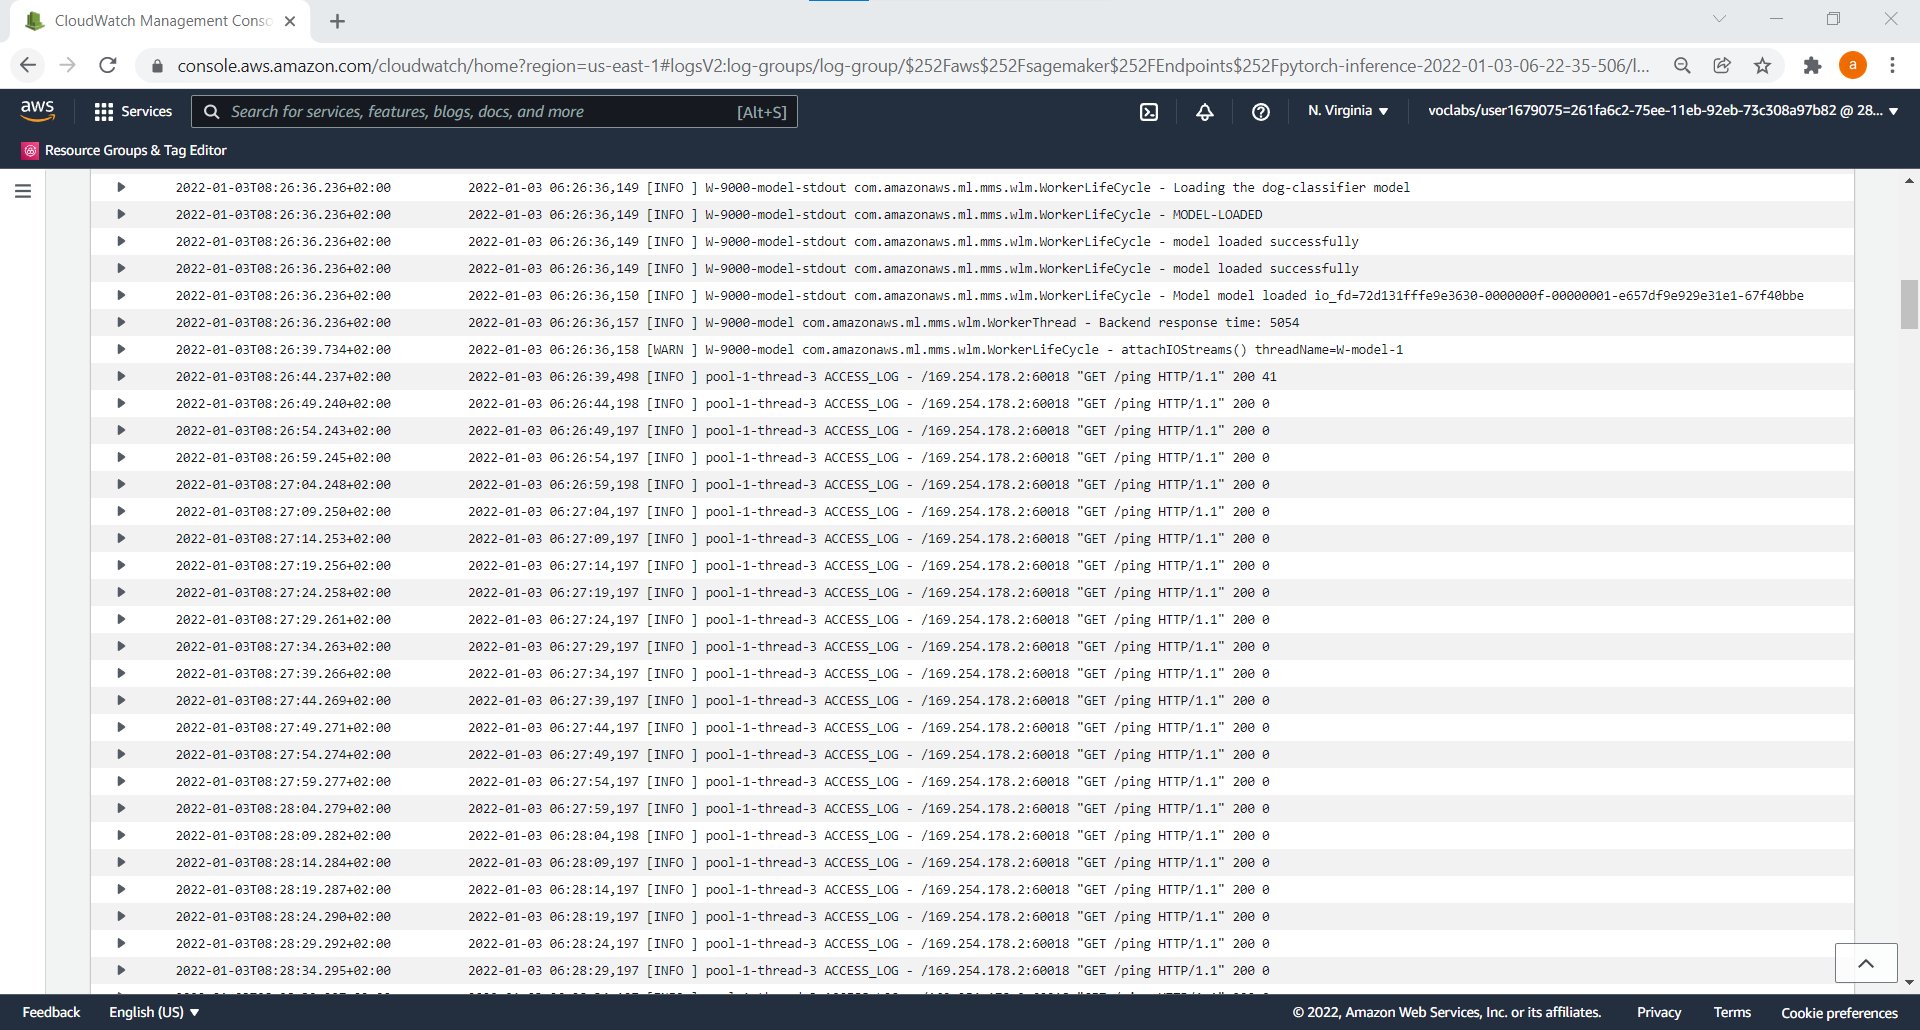 CloudWatch Management Conso
console.aws.amazon.com/cloudwatch/home?region=us-east-1#logsV2:log-groups/log-group/$252Faws$252Fsagemaker$252FEndpoints$252Fpytorch-inference-2022-01-03-06-22-35-506/l...
a
aws
Services
Search for services, features, blogs, docs, and more
[Alt+S]
N. Virginia
voclabs/user1679075=261fa6c2-75ee-11eb-92eb-73c308a97b82 @ 28...
Resource Groups & Tag Editor
2022-01-03T08:26:36.236+02:00 2022-01-03 06:26:36,149 [INFO ] W-9000-model-stdout com.amazonaws.ml.mms.wlm.WorkerLifeCycle - Loading the dog-classifier model
2022-01-03T08:26:36.236+02:00 2022-01-03 06:26:36,149 [INFO ] W-9000-model-stdout com.amazonaws.ml.mms.wlm.WorkerLifeCycle - MODEL-LOADED
2022-01-03T08:26:36.236+02:00 2022-01-03 06:26:36,149 [INFO ] W-9000-model-stdout com.amazonaws.ml.mms.wlm.WorkerLifeCycle - model loaded successfully
2022-01-03T08:26:36.236+02:00 2022-01-03 06:26:36,149 [INFO ] W-9000-model-stdout com.amazonaws.ml.mms.wlm.WorkerLifeCycle - model loaded successfully
2022-01-03T08:26:36.236+02:00 2022-01-03 06:26:36,150 [INFO ] W-9000-model-stdout com.amazonaws.ml.mms.wlm.WorkerLifeCycle - Model model loaded io_fd=72d131fffe9e3630-0000000f-00000001-e657df9e929e31e1-67f40bbe
2022-01-03T08:26:36.236+02:00 2022-01-03 06:26:36,157 [INFO ] W-9000-model com.amazonaws.ml.mms.wlm.WorkerThread - Backend response time: 5054
2022-01-03T08:26:39.734+02:00 2022-01-03 06:26:36,158 [WARN ] W-9000-model com.amazonaws.ml.mms.wlm.WorkerLifeCycle - attachIOStreams() threadName=W-model-1
2022-01-03T08:26:44.237+02:00 2022-01-03 06:26:39,498 [INFO ] pool-1-thread-3 ACCESS_LOG - /169.254.178.2:60018 "GET /ping HTTP/1.1" 200 41
2022-01-03T08:26:49.240+02:00 2022-01-03 06:26:44,198 [INFO ] pool-1-thread-3 ACCESS_LOG - /169.254.178.2:60018 "GET /ping HTTP/1.1" 200 0
2022-01-03T08:26:54.243+02:00 2022-01-03 06:26:49,197 [INFO ] pool-1-thread-3 ACCESS_LOG - /169.254.178.2:60018 "GET /ping HTTP/1.1" 200 0
2022-01-03T08:26:59.245+02:00 2022-01-03 06:26:54,197 [INFO ] pool-1-thread-3 ACCESS_LOG - /169.254.178.2:60018 "GET /ping HTTP/1.1" 200 0
2022-01-03T08:27:04.248+02:00 2022-01-03 06:26:59,198 [INFO ] pool-1-thread-3 ACCESS_LOG - /169.254.178.2:60018 "GET /ping HTTP/1.1" 200 0
2022-01-03T08:27:09.250+02:00 2022-01-03 06:27:04,197 [INFO ] pool-1-thread-3 ACCESS_LOG - /169.254.178.2:60018 "GET /ping HTTP/1.1" 200 0
2022-01-03T08:27:14.253+02:00 2022-01-03 06:27:09,197 [INFO ] pool-1-thread-3 ACCESS_LOG - /169.254.178.2:60018 "GET /ping HTTP/1.1" 200 0
2022-01-03T08:27:19.256+02:00 2022-01-03 06:27:14,197 [INFO ] pool-1-thread-3 ACCESS_LOG - /169.254.178.2:60018 "GET /ping HTTP/1.1" 200 0
2022-01-03T08:27:24.258+02:00 2022-01-03 06:27:19,197 [INFO ] pool-1-thread-3 ACCESS_LOG - /169.254.178.2:60018 "GET /ping HTTP/1.1" 200 0
2022-01-03T08:27:29.261+02:00 2022-01-03 06:27:24,197 [INFO ] pool-1-thread-3 ACCESS_LOG - /169.254.178.2:60018 "GET /ping HTTP/1.1" 200 0
2022-01-03T08:27:34.263+02:00 2022-01-03 06:27:29,197 [INFO ] pool-1-thread-3 ACCESS_LOG - /169.254.178.2:60018 "GET /ping HTTP/1.1" 200 0
2022-01-03T08:27:39.266+02:00 2022-01-03 06:27:34,197 [INFO ] pool-1-thread-3 ACCESS_LOG - /169.254.178.2:60018 "GET /ping HTTP/1.1" 200 0
2022-01-03T08:27:44.269+02:00 2022-01-03 06:27:39,197 [INFO ] pool-1-thread-3 ACCESS_LOG - /169.254.178.2:60018 "GET /ping HTTP/1.1" 200 0
2022-01-03T08:27:49.271+02:00 2022-01-03 06:27:44,197 [INFO ] pool-1-thread-3 ACCESS_LOG - /169.254.178.2:60018 "GET /ping HTTP/1.1" 200 0
2022-01-03T08:27:54.274+02:00 2022-01-03 06:27:49,197 [INFO ] pool-1-thread-3 ACCESS_LOG - /169.254.178.2:60018 "GET /ping HTTP/1.1" 200 0
2022-01-03T08:27:59.277+02:00 2022-01-03 06:27:54,197 [INFO ] pool-1-thread-3 ACCESS_LOG - /169.254.178.2:60018 "GET /ping HTTP/1.1" 200 0
2022-01-03T08:28:04.279+02:00 2022-01-03 06:27:59,197 [INFO ] pool-1-thread-3 ACCESS_LOG - /169.254.178.2:60018 "GET /ping HTTP/1.1" 200 0
2022-01-03T08:28:09.282+02:00 2022-01-03 06:28:04,198 [INFO ] pool-1-thread-3 ACCESS_LOG - /169.254.178.2:60018 "GET /ping HTTP/1.1" 200 0
2022-01-03T08:28:14.284+02:00 2022-01-03 06:28:09,197 [INFO ] pool-1-thread-3 ACCESS_LOG - /169.254.178.2:60018 "GET /ping HTTP/1.1" 200 0
2022-01-03T08:28:19.287+02:00 2022-01-03 06:28:14,197 [INFO ] pool-1-thread-3 ACCESS_LOG - /169.254.178.2:60018 "GET /ping HTTP/1.1" 200 0
2022-01-03T08:28:24.290+02:00 2022-01-03 06:28:19,197 [INFO ] pool-1-thread-3 ACCESS_LOG - /169.254.178.2:60018 "GET /ping HTTP/1.1" 200 0
2022-01-03T08:28:29.292+02:00 2022-01-03 06:28:24,197 [INFO ] pool-1-thread-3 ACCESS_LOG - /169.254.178.2:60018 "GET /ping HTTP/1.1" 200 0
2022-01-03T08:28:34.295+02:00 2022-01-03 06:28:29,197 [INFO ] pool-1-thread-3 ACCESS_LOG - /169.254.178.2:60018 "GET /ping HTTP/1.1" 200 0
Feedback English (US) © 2022, Amazon Web Services, Inc. or its affiliates. Privacy Terms Cookie preferences